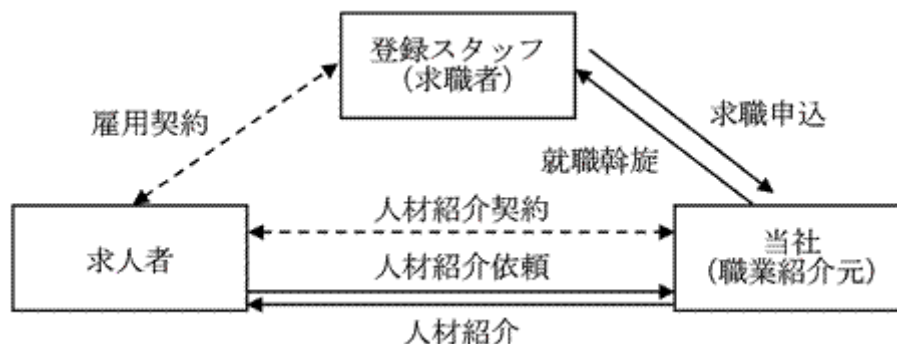 登録スタッフ
(求職者)
雇用契約
求職申込
就職斡旋
人材紹介契約
求人者
当社
(職業紹介元)
人材紹介依頼
人材紹介